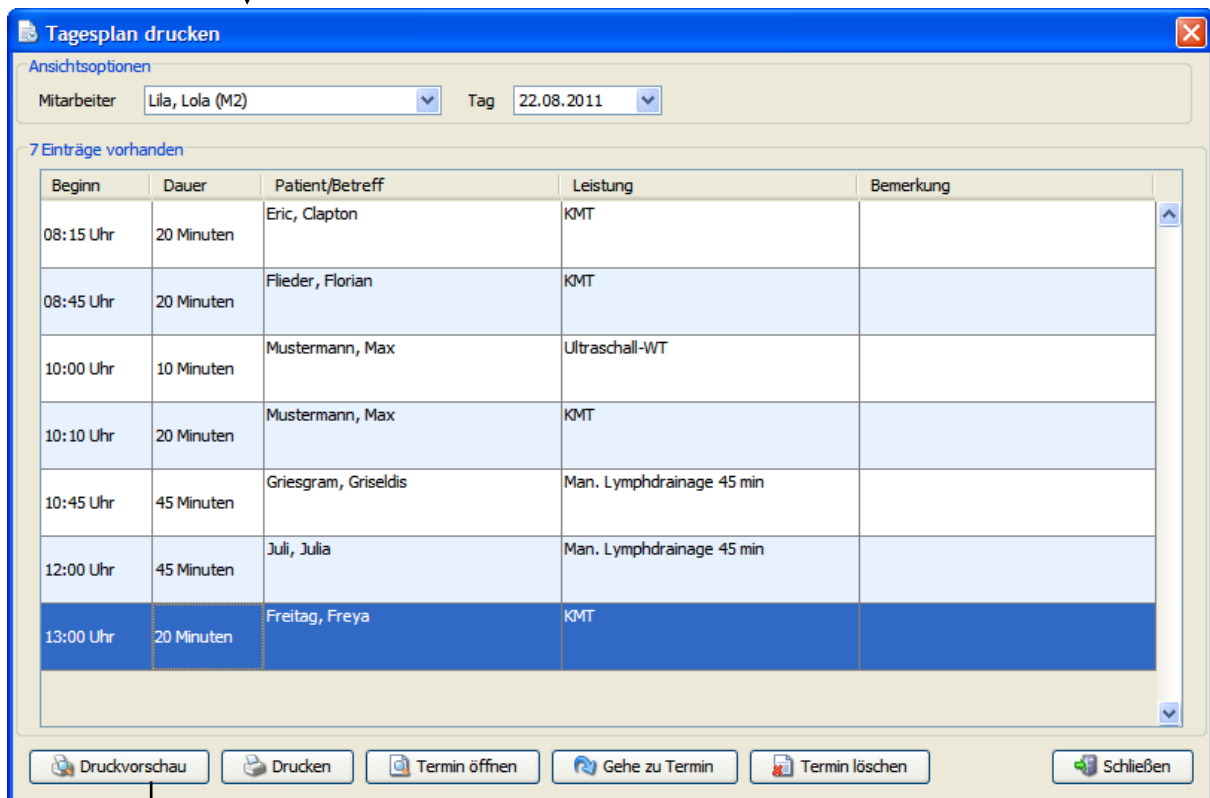 Tagesplan drucken
Ansichtsoptionen
Mitarbeiter Lila, Lola (M2) Tag 22.08.2011
7 Einträge vorhanden
Beginn Dauer Patient/Betreff Leistung Bemerkung
08:15 Uhr 20 Minuten Eric, Clapton KMT
08:45 Uhr 20 Minuten Flieder, Florian KMT
10:00 Uhr 10 Minuten Mustermann, Max Ultraschall-WT
10:10 Uhr 20 Minuten Mustermann, Max KMT
10:45 Uhr 45 Minuten Griesgram, Griseldis Man. Lymphdrainage 45 min
12:00 Uhr 45 Minuten Juli, Julia Man. Lymphdrainage 45 min
13:00 Uhr 20 Minuten Freitag, Freya KMT
Druckvorschau Drucken Termin öffnen Gehe zu Termin Termin löschen Schließen